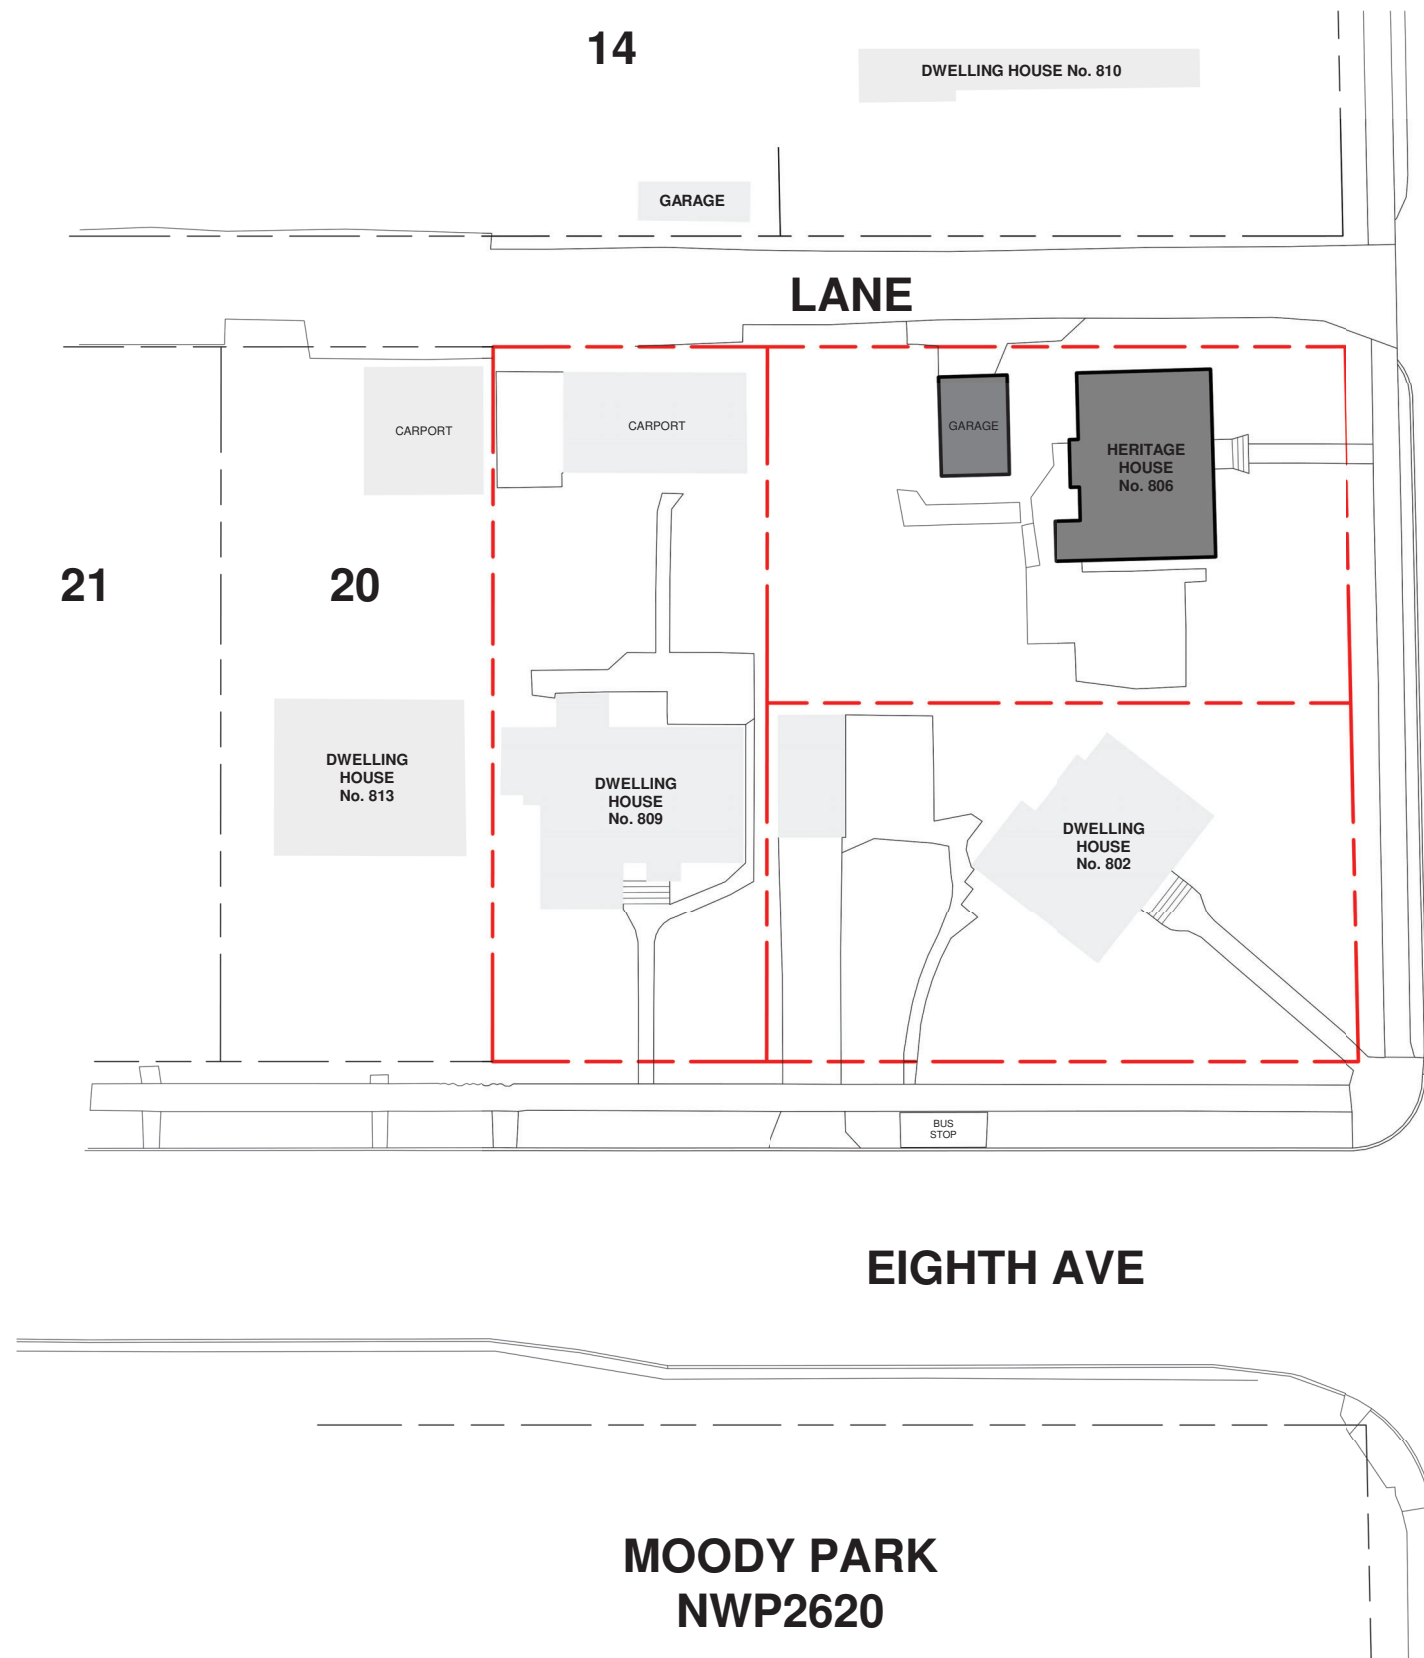 14
DWELLING HOUSE No. 810
GARAGE
LANE
CARPORT
CARPORT
GARAGE
HERITAGE
HOUSE
No. 806
21
20
DWELLING
HOUSE
No. 813
DWELLING
HOUSE
No. 809
DWELLING
HOUSE
No. 802
BUS
STOP
EIGHTH AVE
MOODY PARK
NWP2620